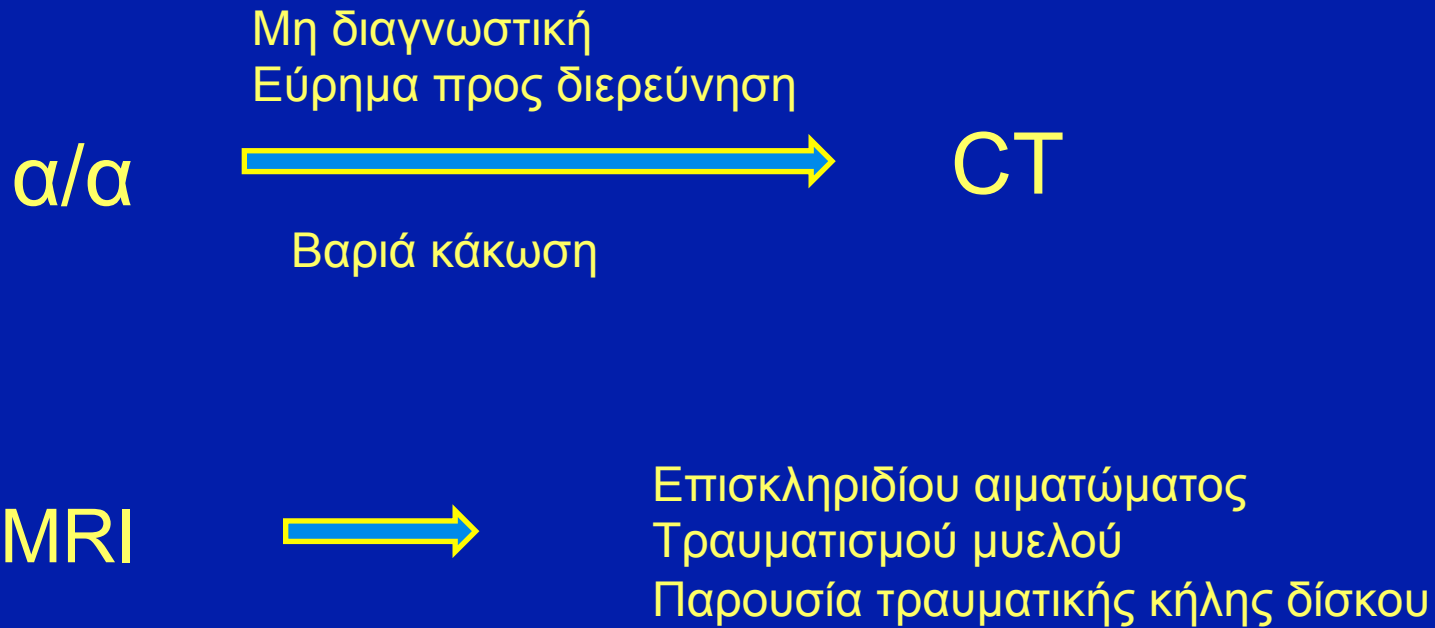 Μη διαγνωστική
Εύρημα προς διερεύνηση
α/α
CT
Βαριά κάκωση
MRI
Επισκληριδίου αιματώματος
Τραυματισμού μυελού
Παρουσία τραυματικής κήλης δίσκου